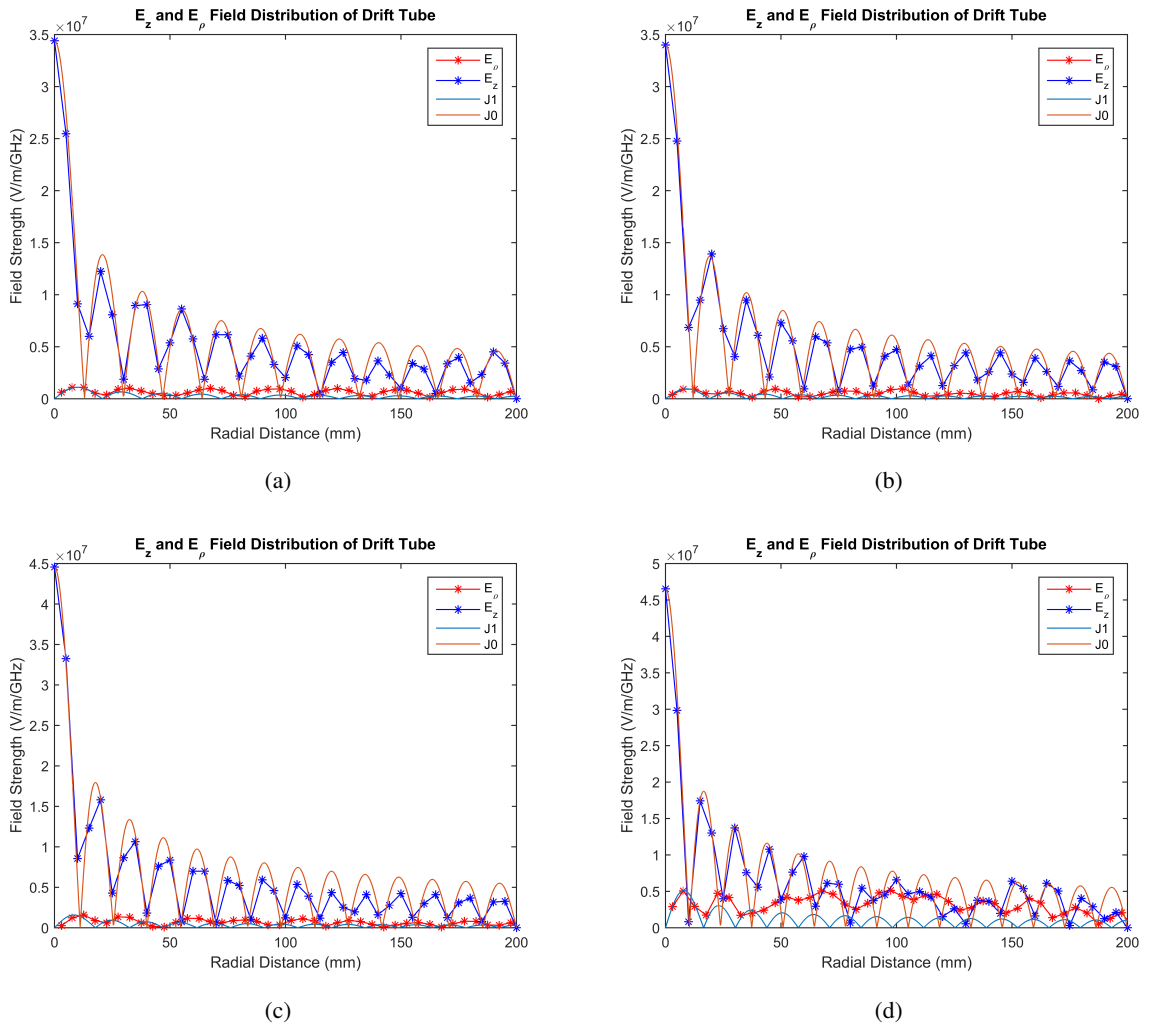 E_z and E_ρ Field Distribution of Drift Tube
×10^7
3.5
3
2.5
2
1.5
1
0.5
0
Field Strength (V/m/GHz)
E_ρ
E_z
J1
J0
0 50 100 150 200
Radial Distance (mm)
(a)
E_z and E_ρ Field Distribution of Drift Tube
×10^7
3.5
3
2.5
2
1.5
1
0.5
0
Field Strength (V/m/GHz)
E_ρ
E_z
J1
J0
0 50 100 150 200
Radial Distance (mm)
(b)
E_z and E_ρ Field Distribution of Drift Tube
×10^7
4.5
4
3.5
3
2.5
2
1.5
1
0.5
0
Field Strength (V/m/GHz)
E_ρ
E_z
J1
J0
0 50 100 150 200
Radial Distance (mm)
(c)
E_z and E_ρ Field Distribution of Drift Tube
×10^7
5
4.5
4
3.5
3
2.5
2
1.5
1
0.5
0
Field Strength (V/m/GHz)
E_ρ
E_z
J1
J0
0 50 100 150 200
Radial Distance (mm)
(d)